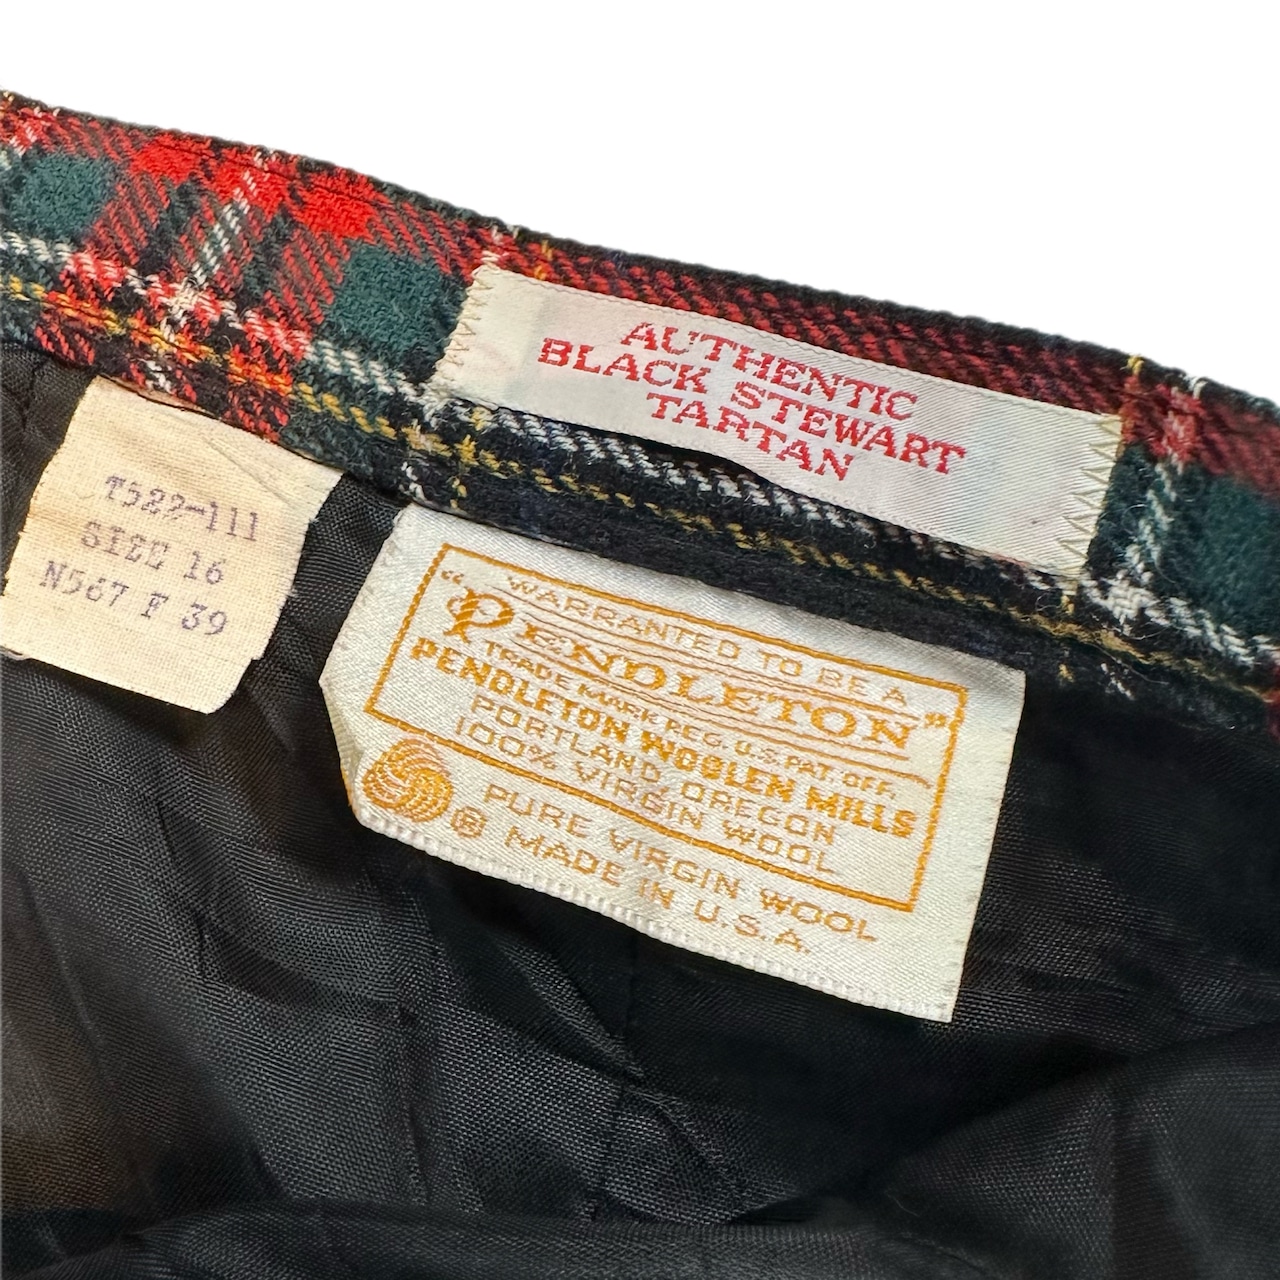 AUTHENTIC
BLACK STEWART
TARTAN
T522-111
SIZE 16
N567 F 39
WARRANTED TO BE A
"PENDLETON"
TRADE MARK REG. U.S. PAT. OFF.
PENDLETON WOOLEN MILLS
PORTLAND, OREGON
100% VIRGIN WOOL
® PURE VIRGIN WOOL
MADE IN U.S.A.